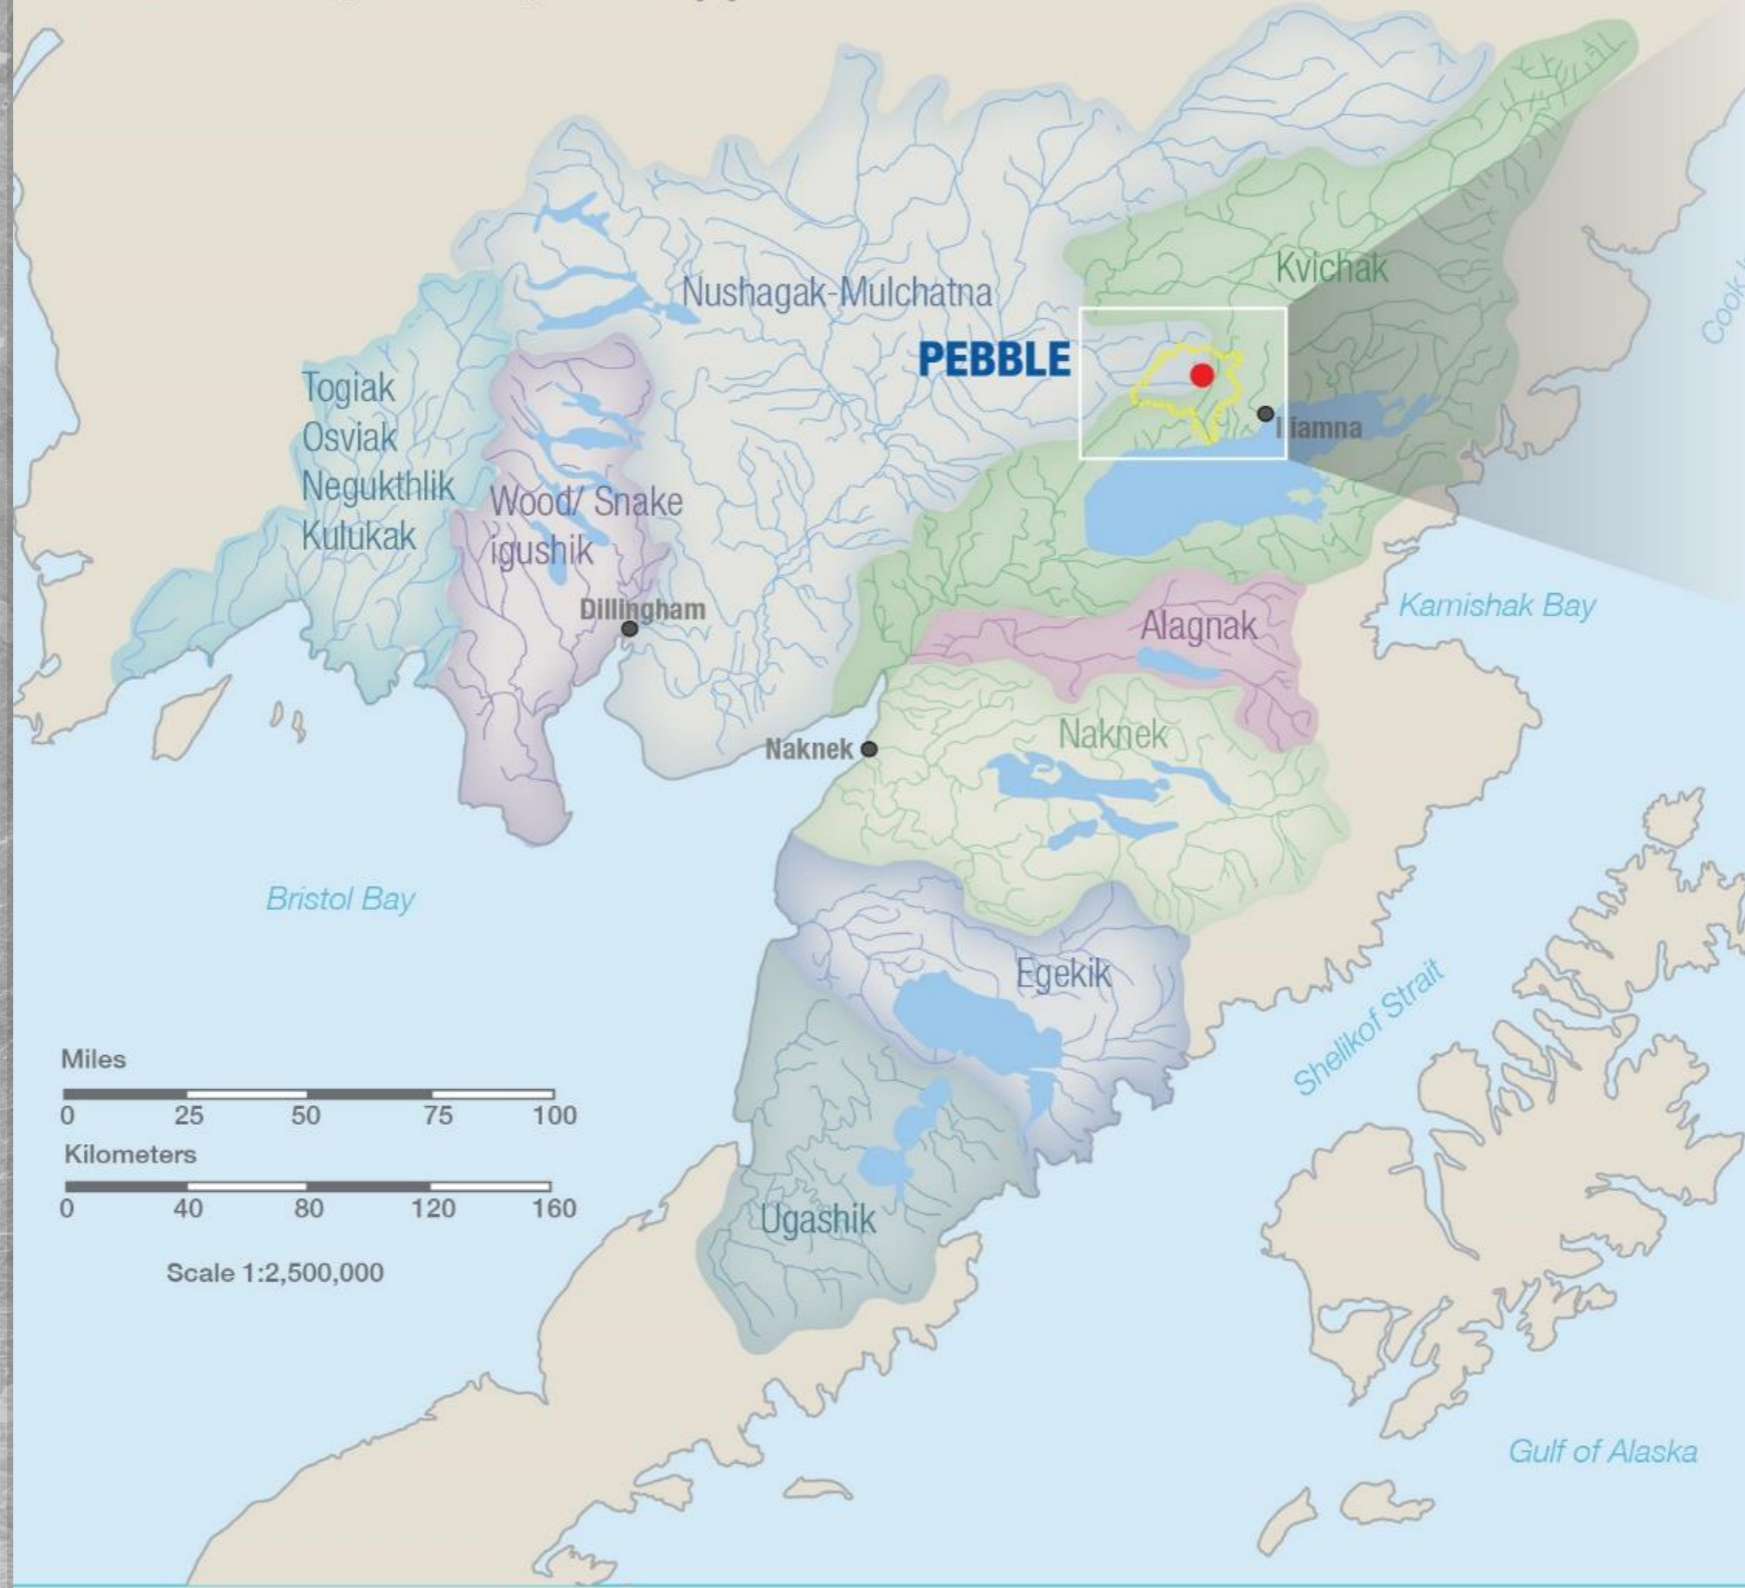 Nushagak-Mulchatna
Kvichak
PEBBLE
Togiak
Osviak
Negukthlik
Kulukak
Iliamna
Wood/ Snake
igushik
Dillingham
Kamishak Bay
Alagnak
Naknek
Naknek
Bristol Bay
Egekik
Shelikof Strait
Miles
0 25 50 75 100
Kilometers
0 40 80 120 160
Scale 1:2,500,000
Ugashik
Gulf of Alaska
Cook